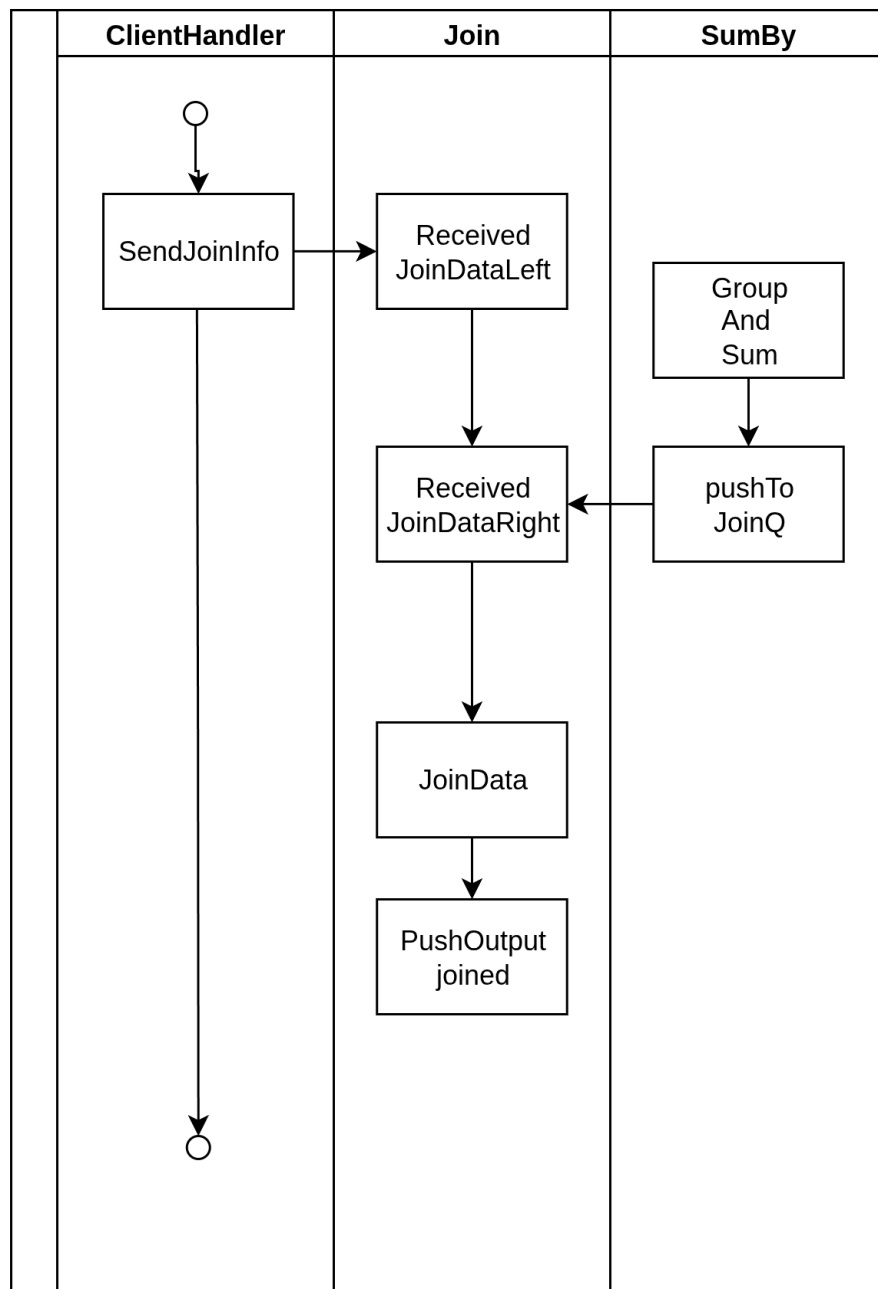 ClientHandler
Join
SumBy
SendJoinInfo
Received
JoinDataLeft
Group
And
Sum
Received
JoinDataRight
pushTo
JoinQ
JoinData
PushOutput
joined